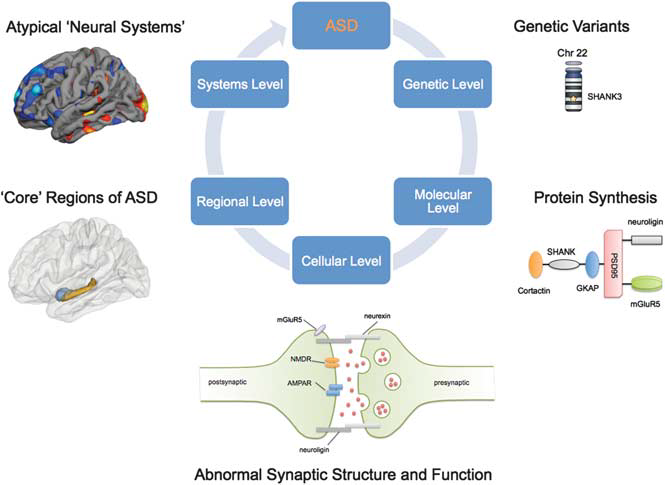 Atypical 'Neural Systems'
ASD
Genetic Variants
Systems Level
Genetic Level
Chr 22
SHANK3
'Core' Regions of ASD
Regional Level
Molecular
Level
Protein Synthesis
neuroligin
SHANK
PSD95
Cortactin
GKAP
mGluR5
Cellular Level
mGluR5
neurexin
NMDR
postsynaptic
AMPAR
presynaptic
neuroligin
Abnormal Synaptic Structure and Function